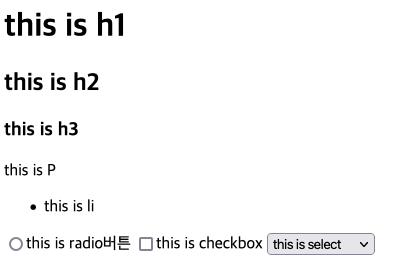 this is h1
this is h2
this is h3
this is P
this is li
this is radio버튼 this is checkbox this is select